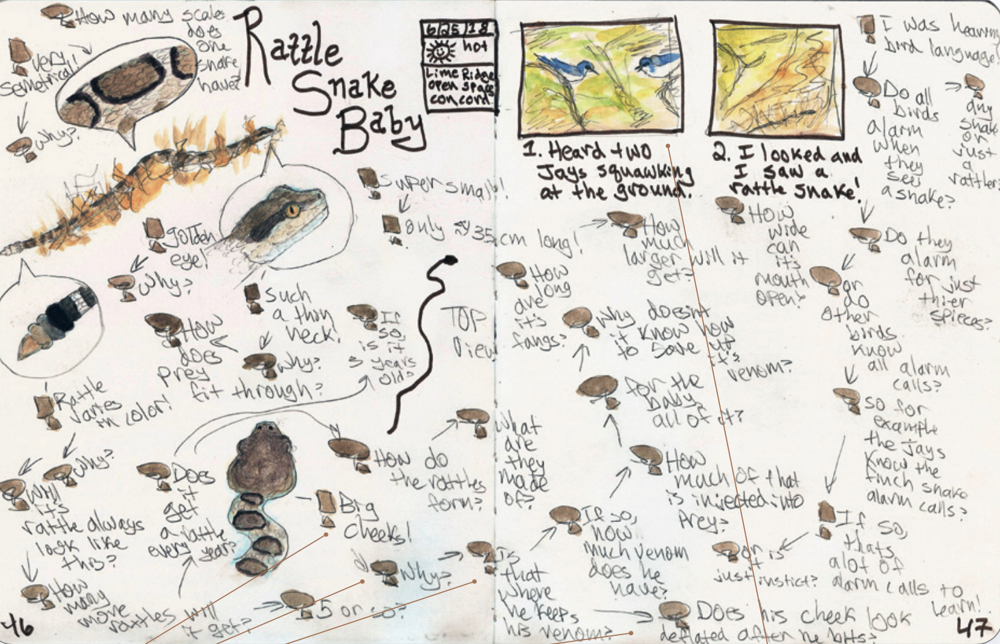 How many scales
does
one
snake
have?
very
semetrical!
Why?
Rattle
Snake
Baby
6/25/18
hot
Lime Ridge
open space
concord
Super small!
only ≈ 35 cm long!
How
much
larger will it
get?
golden
eye!
Why?
Such
a thin
neck!
Why?
How
does
prey
fit through?
If
so,
is it
3 years
old?
TOP
View
Rattle
varies
in color!
Why?
Will
it's
rattle always
look like
this?
How
many
more
rattles will
it get?
5 or so?
Does
it
get
a rattle
every year?
How do
the rattles
form?
What
are
they
made
of?
Big
cheeks!
Why?
Is
that
where
he keeps
his venom?
Does his cheek look
deflated after he bits?
If so,
how
much venom
does he
have?
How
much of that
is injected into
prey?
for the
baby,
all of it?
Why doesint
it know how
to save up
it's
venom?
How
long
are
it's
fangs?
How
wide
can
it's
mouth
open?
1. Heard two
Jays squawking
at the ground.
2. I looked and
I saw a
rattle snake!
I was hearing
bird language!
Do all
birds
alarm
when
they
see
a snake?
any
snake
or
just
a
rattler?
Do they
alarm
for just
thier
spieces?
or
do
other
birds
know
all alarm
calls?
so for
example
the jays
know the
finch snake
alarm calls?
If so,
thats
alot of
alarm calls to
learn!
or is
it
just instict?
46
47